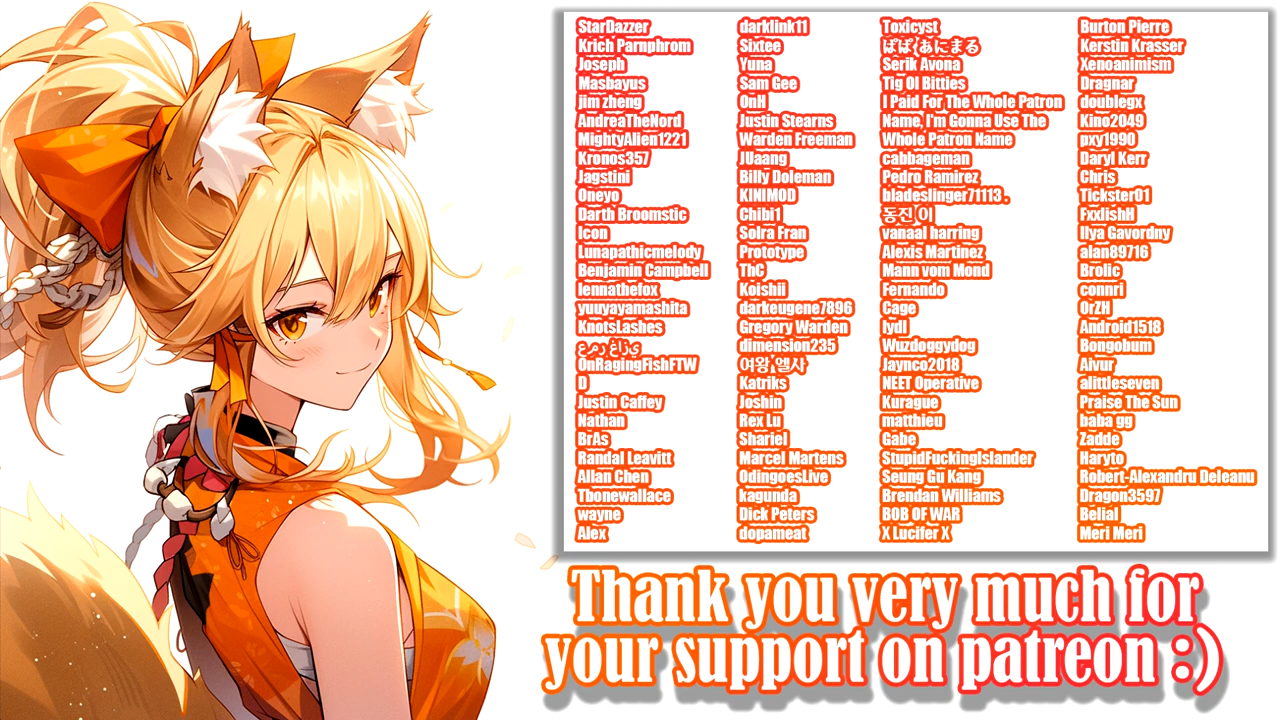 StarDazzer
Krich Parnphrom
Joseph
Masbayus
jim zheng
AndreaTheNord
MightyAlien1221
Kronos357
Jagstini
Oneyo
Darth Broomstic
Icon
Lunapathicmelody
Benjamin Campbell
lennathefox
yuuyayamashita
KnotsLashes
OnRagingFishFTW
D
Justin Caffey
Nathan
BrAs
Randal Leavitt
Allan Chen
Tbonewallace
wayne
Alex
darklink11
Sixtee
Yuna
Sam Gee
OnH
Justin Stearns
Warden Freeman
JUaang
Billy Doleman
KINIMOD
Chibi1
Solra Fran
Prototype
ThC
Koishii
darkeugene7896
Gregory Warden
dimension235
여왕 엘사
Katriks
Joshin
Rex Lu
Shariel
Marcel Martens
OdingoesLive
kagunda
Dick Peters
dopameat
Toxicyst
ぱぱ{あにまる
Serik Avona
Tig Ol Bitties
I Paid For The Whole Patron
Name, I'm Gonna Use The
Whole Patron Name
cabbageman
Pedro Ramirez
bladeslinger71113 .
동진 이
vanaal harring
Alexis Martinez
Mann vom Mond
Fernando
Cage
lydl
Wuzdoggydog
Jaynco2018
NEET Operative
Kurague
matthieu
Gabe
StupidFuckingIslander
Seung Gu Kang
Brendan Williams
BOB OF WAR
X Lucifer X
Burton Pierre
Kerstin Krasser
Xenoanimism
Dragnar
doublegx
Kino2049
pxy1990
Daryl Kerr
Chris
Tickster01
FxxlishH
Ilya Gavordny
alan89716
Brolic
connri
OrZH
Android1518
Bongobum
Aivur
alittleseven
Praise The Sun
baba gg
Zadde
Haryto
Robert-Alexandru Deleanu
Dragon3597
Belial
Meri Meri
Thank you very much for
your support on patreon :)